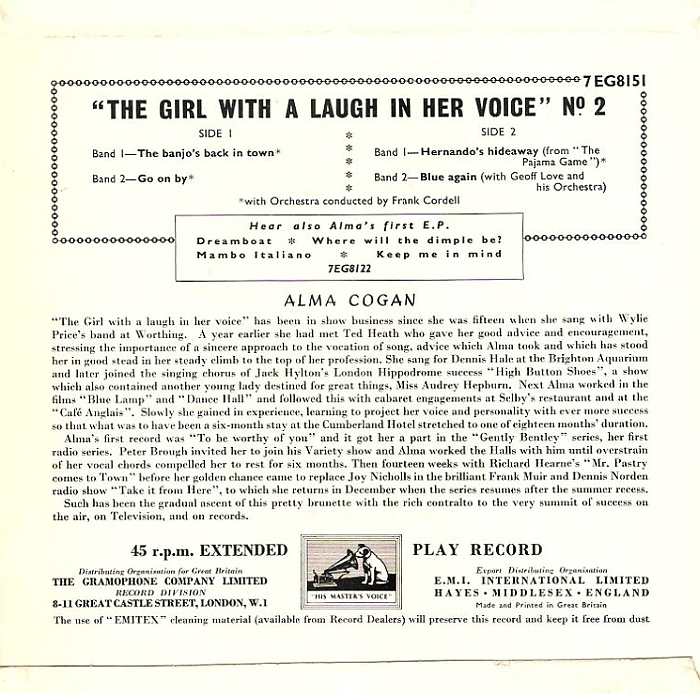 7EG8151
"THE GIRL WITH A LAUGH IN HER VOICE" Nº 2
SIDE 1
Band 1—The banjo's back in town*
Band 2—Go on by*
SIDE 2
Band 1—Hernando's hideaway (from "The
Pajama Game")*
Band 2—Blue again (with Geoff Love and
his Orchestra)
*with Orchestra conducted by Frank Cordell
Hear also Alma's first E.P.
Dreamboat * Where will the dimple be?
Mambo Italiano * Keep me in mind
7EG8122
ALMA COGAN
"The Girl with a laugh in her voice" has been in show business since she was fifteen when she sang with Wylie
Price's band at Worthing. A year earlier she had met Ted Heath who gave her good advice and encouragement,
stressing the importance of a sincere approach to the vocation of song, advice which Alma took and which has stood
her in good stead in her steady climb to the top of her profession. She sang for Dennis Hale at the Brighton Aquarium
and later joined the singing chorus of Jack Hylton's London Hippodrome success "High Button Shoes", a show
which also contained another young lady destined for great things, Miss Audrey Hepburn. Next Alma worked in the
films "Blue Lamp" and "Dance Hall" and followed this with cabaret engagements at Selby's restaurant and at the
"Café Anglais". Slowly she gained in experience, learning to project her voice and personality with ever more success
so that what was to have been a six-month stay at the Cumberland Hotel stretched to one of eighteen months' duration.
Alma's first record was "To be worthy of you" and it got her a part in the "Gently Bentley" series, her first
radio series. Peter Brough invited her to join his Variety show and Alma worked the Halls with him until overstrain
of her vocal chords compelled her to rest for six months. Then fourteen weeks with Richard Hearne's "Mr. Pastry
comes to Town" before her golden chance came to replace Joy Nicholls in the brilliant Frank Muir and Dennis Norden
radio show "Take it from Here", to which she returns in December when the series resumes after the summer recess.
Such has been the gradual ascent of this pretty brunette with the rich contralto to the very summit of success on
the air, on Television, and on records.
45 r.p.m. EXTENDED PLAY RECORD
Distributing Organisation for Great Britain
THE GRAMOPHONE COMPANY LIMITED
RECORD DIVISION
8-11 GREAT CASTLE STREET, LONDON, W.1
"HIS MASTER'S VOICE"
Export Distributing Organisation
E.M.I. INTERNATIONAL LIMITED
HAYES • MIDDLESEX • ENGLAND
Made and Printed in Great Britain
The use of "EMITEX" cleaning material (available from Record Dealers) will preserve this record and keep it free from dust